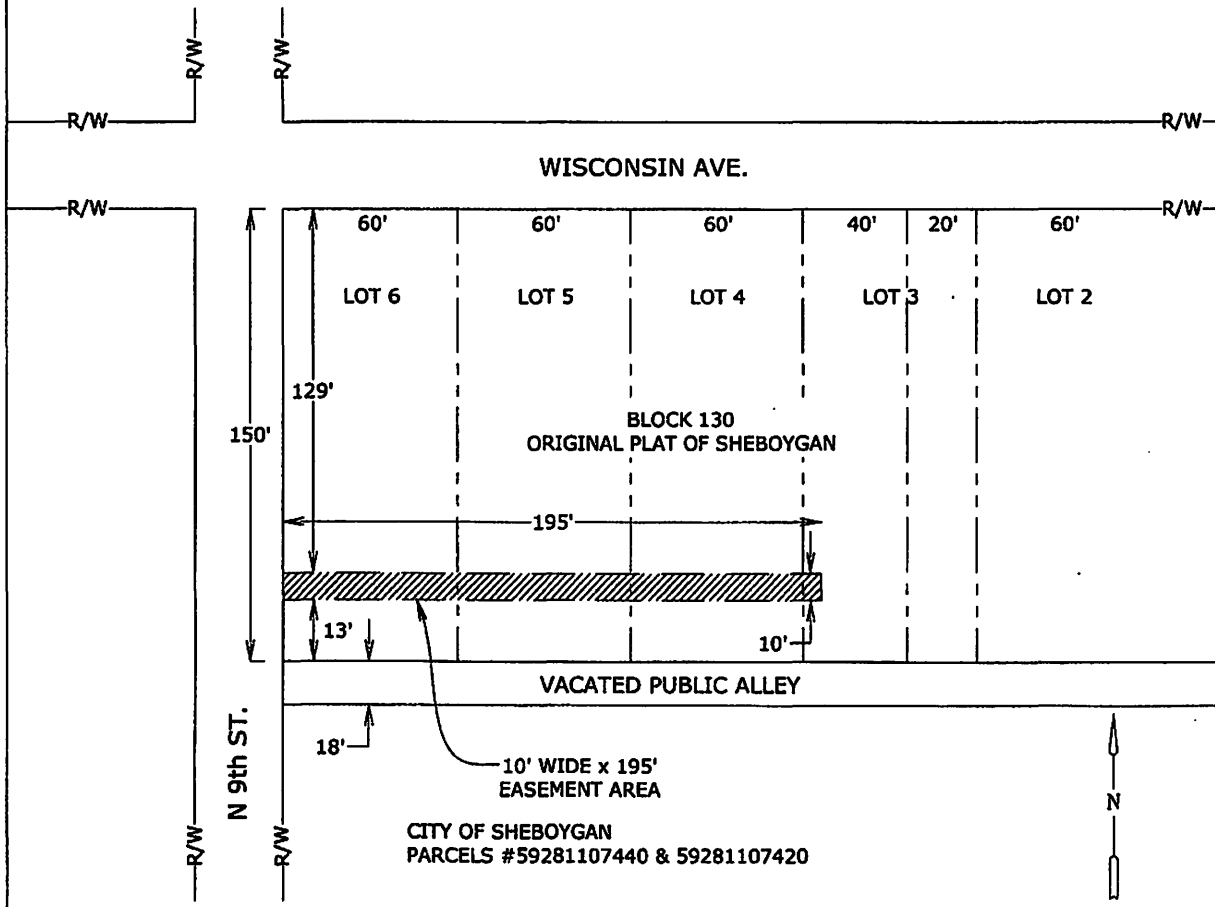 R/W
R/W
R/W
R/W
WISCONSIN AVE.
R/W
R/W
60'
60'
60'
40'
20'
60'
LOT 6
LOT 5
LOT 4
LOT 3
LOT 2
129'
150'
BLOCK 130
ORIGINAL PLAT OF SHEBOYGAN
195'
13'
10'
VACATED PUBLIC ALLEY
18'
N 9th ST.
10' WIDE x 195'
EASEMENT AREA
N
CITY OF SHEBOYGAN
PARCELS #59281107440 & 59281107420
R/W
R/W